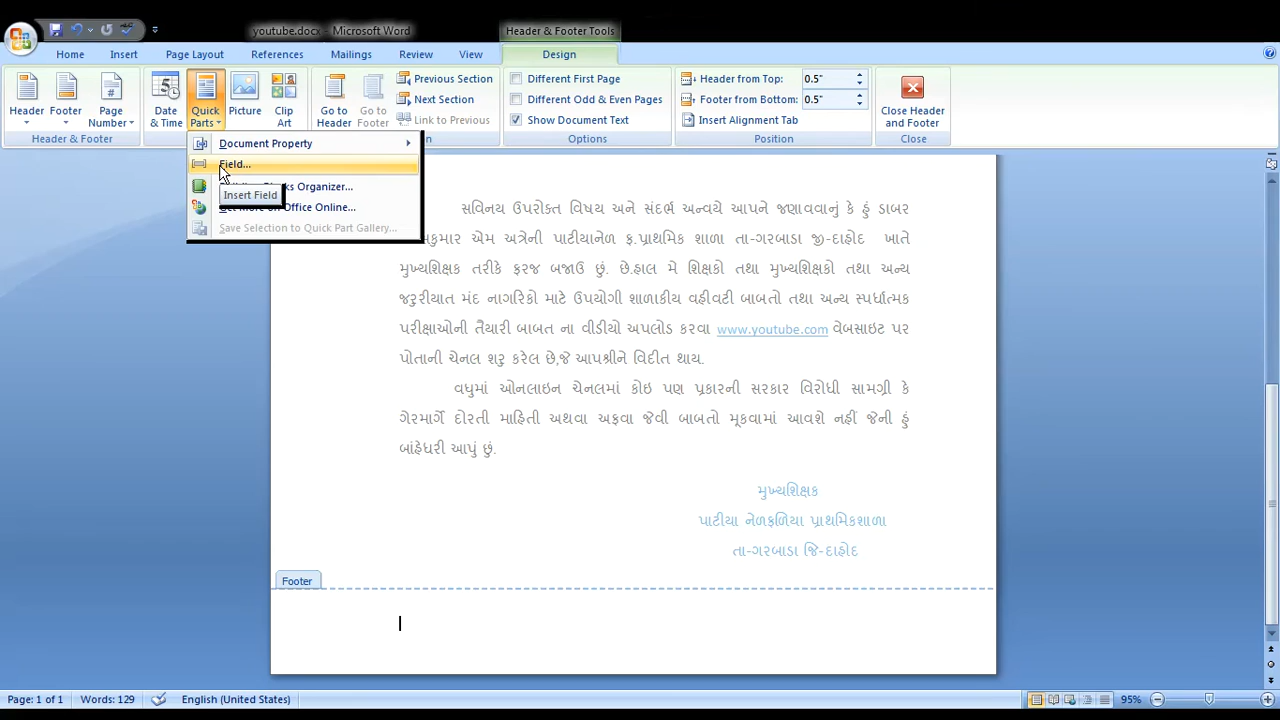 youtube.docx - Microsoft Word
Header & Footer Tools
Home
Insert
Page Layout
References
Mailings
Review
View
Design
Header
Footer
Page Number
Date & Time
Quick Parts
Picture
Clip Art
Go to Header
Go to Footer
Previous Section
Next Section
Link to Previous
Different First Page
Different Odd & Even Pages
Show Document Text
Header from Top: 0.5"
Footer from Bottom: 0.5"
Insert Alignment Tab
Close Header and Footer
Header & Footer
Options
Position
Close
Document Property
Field...
Organizer...
Insert Field
Office Online...
Save Selection to Quick Part Gallery...
સવિનય ઉપરોક્ત વિષય અને સંદર્ભ અન્વયે આપને જણાવવાનું કે હું ડાબર
એમ અત્રેની પાટીયાનેળ ફ.પ્રાથમિક શાળા તા-ગરબાડા જી-દાહોદ ખાતે
મુખ્યશિક્ષક તરીકે ફરજ બજાઉ છું. છે.હાલ મે શિક્ષકો તથા મુખ્યશિક્ષકો તથા અન્ય
જરુરીયાત મંદ નાગરિકો માટે ઉપયોગી શાળાકીય વહીવટી બાબતો તથા અન્ય સ્પર્ધાત્મક
પરીક્ષાઓની તૈયારી બાબત ના વીડીયો અપલોડ કરવા www.youtube.com વેબસાઇટ પર
પોતાની ચેનલ શરુ કરેલ છે,જે આપશ્રીને વિદીત થાય.
વધુમાં ઓનલાઇન ચેનલમાં કોઇ પણ પ્રકારની સરકાર વિરોધી સામગ્રી કે
ગેરમાર્ગે દોરતી માહિતી અથવા અફવા જેવી બાબતો મૂકવામાં આવશે નહીં જેની હું
બાંહેધરી આપું છું.
મુખ્યશિક્ષક
પાટીયા નેળફળિયા પ્રાથમિકશાળા
તા-ગરબાડા જિ-દાહોદ
Footer
Page: 1 of 1
Words: 129
English (United States)
95%